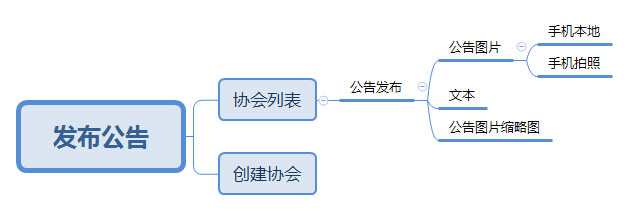 发布公告
协会列表
公告发布
公告图片
手机本地
手机拍照
文本
公告图片缩略图
创建协会